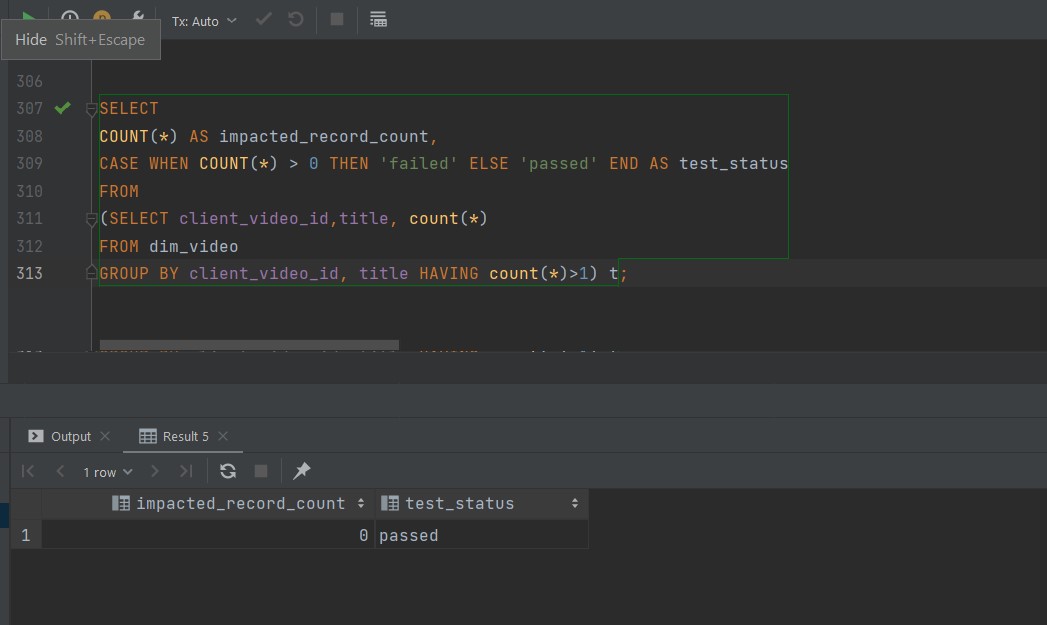 Tx: Auto
Hide Shift+Escape
306
307 SELECT
308 COUNT(*) AS impacted_record_count,
309 CASE WHEN COUNT(*) > 0 THEN 'failed' ELSE 'passed' END AS test_status
310 FROM
311 (SELECT client_video_id,title, count(*)
312 FROM dim_video
313 GROUP BY client_video_id, title HAVING count(*)>1) t;
Output Result 5
1 row
impacted_record_count test_status
1 0 passed